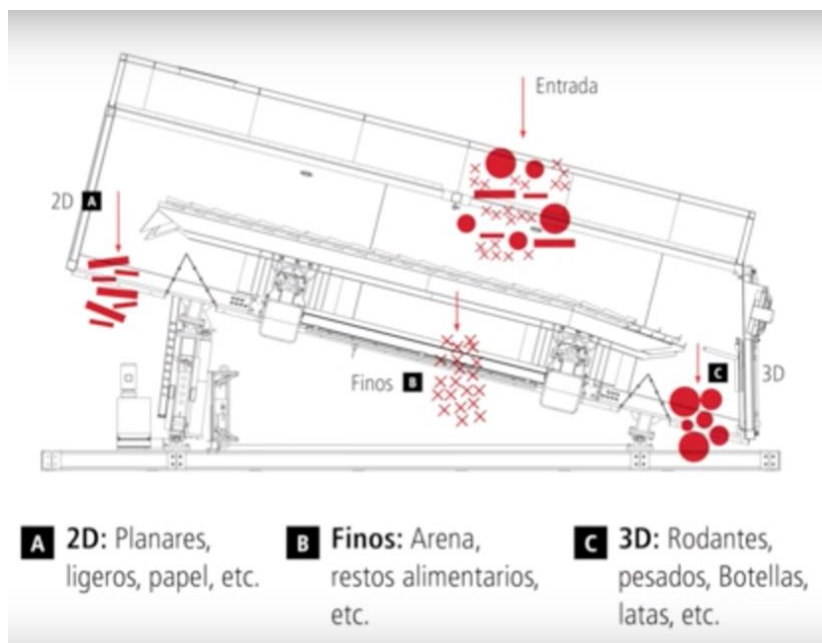 Entrada
2D A
Finos B
C 3D
A 2D: Planares,
ligeros, papel, etc.
B Finos: Arena,
restos alimentarios,
etc.
C 3D: Rodantes,
pesados, Botellas,
latas, etc.